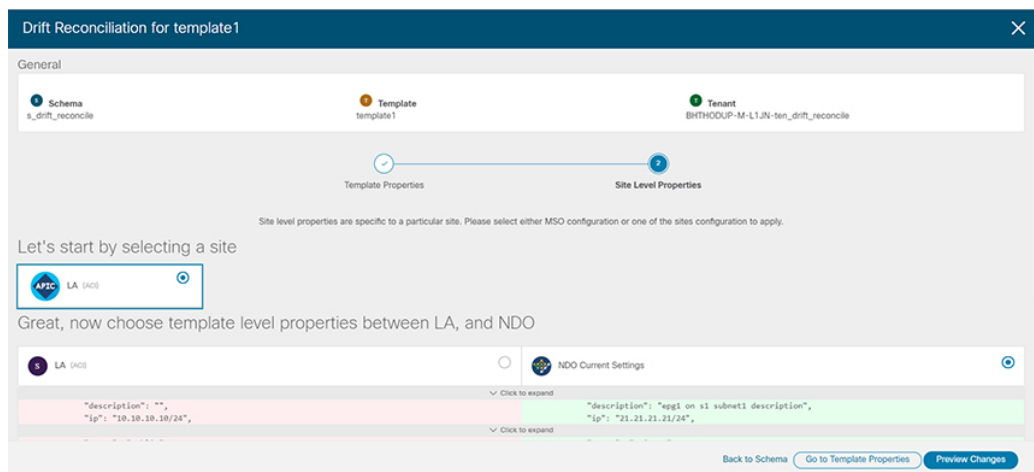 Drift Reconciliation for template1
General
S Schema
s_drift_reconcile
T Template
template1
T Tenant
BHTHODUP-M-L1JN-ten_drift_reconcile
2
Template Properties
Site Level Properties
Site level properties are specific to a particular site. Please select either MSO configuration or one of the sites configuration to apply.
Let's start by selecting a site
APIC LA (ACI)
Great, now choose template level properties between LA, and NDO
S LA (ACI)
NDO Current Settings
Click to expand
"description": "",
"ip": "10.10.10.10/24",
"description": "epg1 on s1 subnet1 description",
"ip": "21.21.21.21/24",
Click to expand
Back to Schema Go to Template Properties Preview Changes